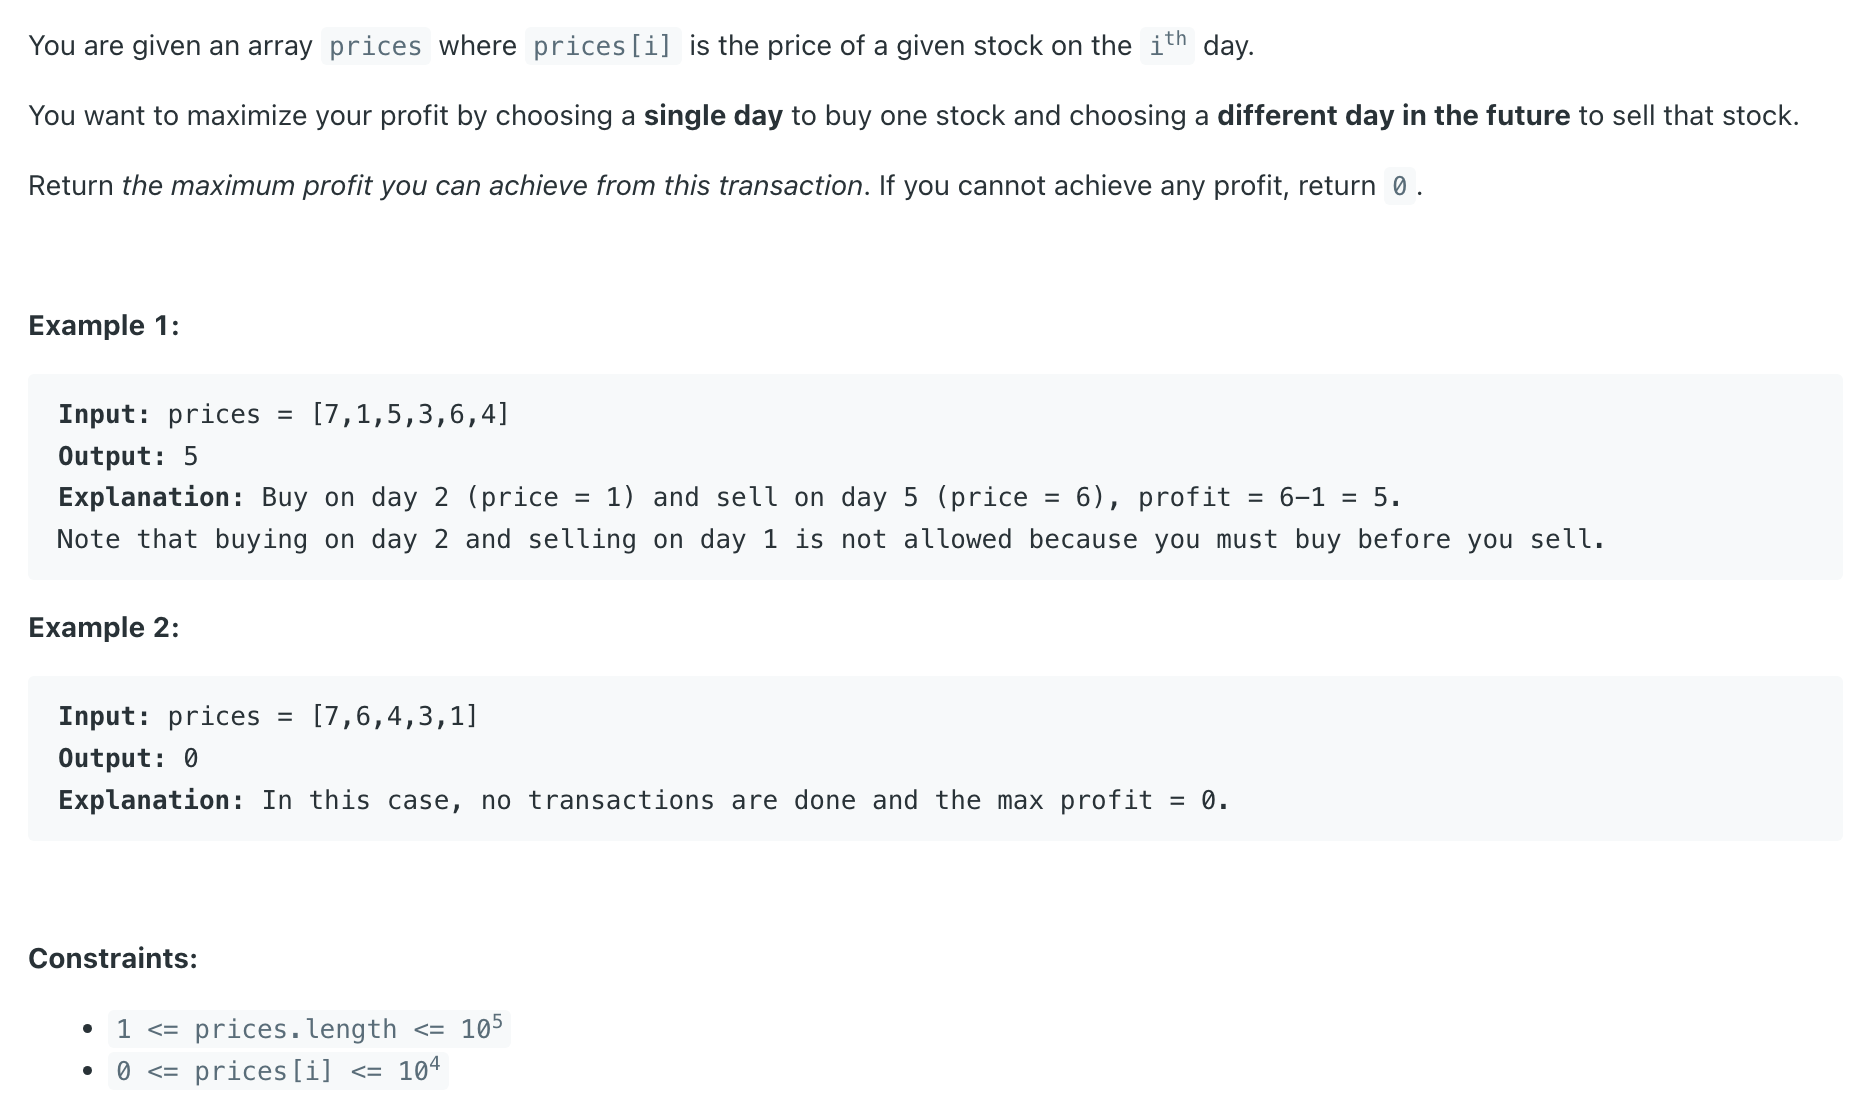 You are given an array prices where prices[i] is the price of a given stock on the ith day.
You want to maximize your profit by choosing a single day to buy one stock and choosing a different day in the future to sell that stock.
Return the maximum profit you can achieve from this transaction. If you cannot achieve any profit, return 0.
Example 1:
Input: prices = [7,1,5,3,6,4]
Output: 5
Explanation: Buy on day 2 (price = 1) and sell on day 5 (price = 6), profit = 6-1 = 5.
Note that buying on day 2 and selling on day 1 is not allowed because you must buy before you sell.
Example 2:
Input: prices = [7,6,4,3,1]
Output: 0
Explanation: In this case, no transactions are done and the max profit = 0.
Constraints:
• 1 <= prices.length <= 10⁵
• 0 <= prices[i] <= 10⁴